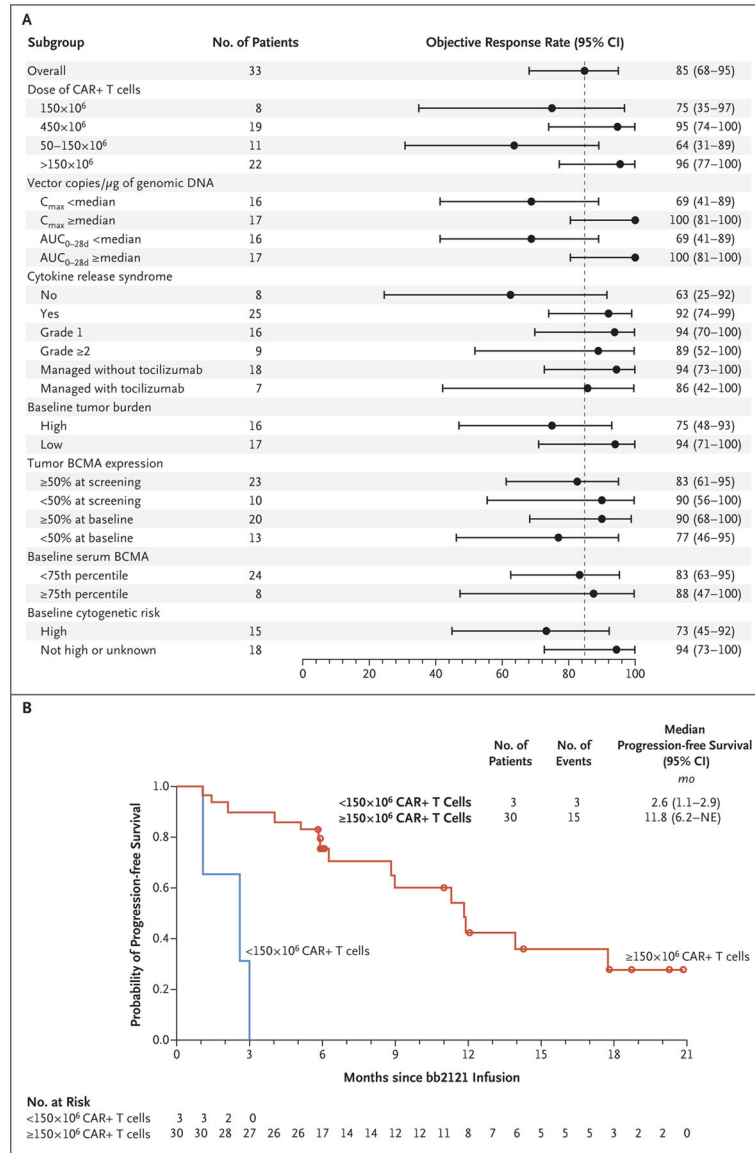 A
Subgroup No. of Patients Objective Response Rate (95% CI)
Overall 33 85 (68–95)
Dose of CAR+ T cells
150×10⁶ 8 75 (35–97)
450×10⁶ 19 95 (74–100)
50–150×10⁶ 11 64 (31–89)
>150×10⁶ 22 96 (77–100)
Vector copies/μg of genomic DNA
Cmax <median 16 69 (41–89)
Cmax ≥median 17 100 (81–100)
AUC0–28d <median 16 69 (41–89)
AUC0–28d ≥median 17 100 (81–100)
Cytokine release syndrome
No 8 63 (25–92)
Yes 25 92 (74–99)
Grade 1 16 94 (70–100)
Grade ≥2 9 89 (52–100)
Managed without tocilizumab 18 94 (73–100)
Managed with tocilizumab 7 86 (42–100)
Baseline tumor burden
High 16 75 (48–93)
Low 17 94 (71–100)
Tumor BCMA expression
≥50% at screening 23 83 (61–95)
<50% at screening 10 90 (56–100)
≥50% at baseline 20 90 (68–100)
<50% at baseline 13 77 (46–95)
Baseline serum BCMA
<75th percentile 24 83 (63–95)
≥75th percentile 8 88 (47–100)
Baseline cytogenetic risk
High 15 73 (45–92)
Not high or unknown 18 94 (73–100)
0 20 40 60 80 100
B
No. of Patients No. of Events Median Progression-free Survival (95% CI)
mo
<150×10⁶ CAR+ T Cells 3 3 2.6 (1.1–2.9)
≥150×10⁶ CAR+ T Cells 30 15 11.8 (6.2–NE)
Probability of Progression-free Survival
1.0
0.8
0.6
0.4
0.2
0.0
<150×10⁶ CAR+ T cells
≥150×10⁶ CAR+ T cells
0 3 6 9 12 15 18 21
Months since bb2121 Infusion
No. at Risk
<150×10⁶ CAR+ T cells 3 3 2 0
≥150×10⁶ CAR+ T cells 30 30 28 27 26 26 17 14 14 12 12 11 8 7 6 5 5 5 3 2 2 0